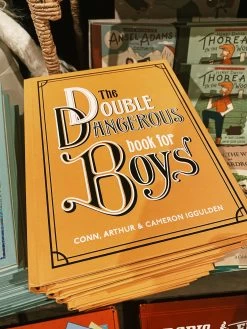 The
DOUBLE
DANGEROUS
book for
BOYS
CONN, ARTHUR & CAMERON IGGULDEN
ANSEL ADAMS
THOREAU
THOREAU